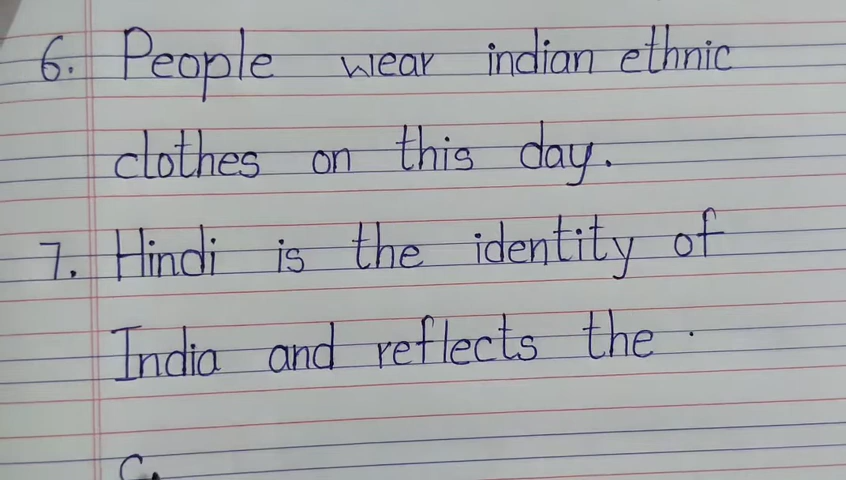 6. People wear indian ethnic
clothes on this day.
7. Hindi is the identity of
India and reflects the